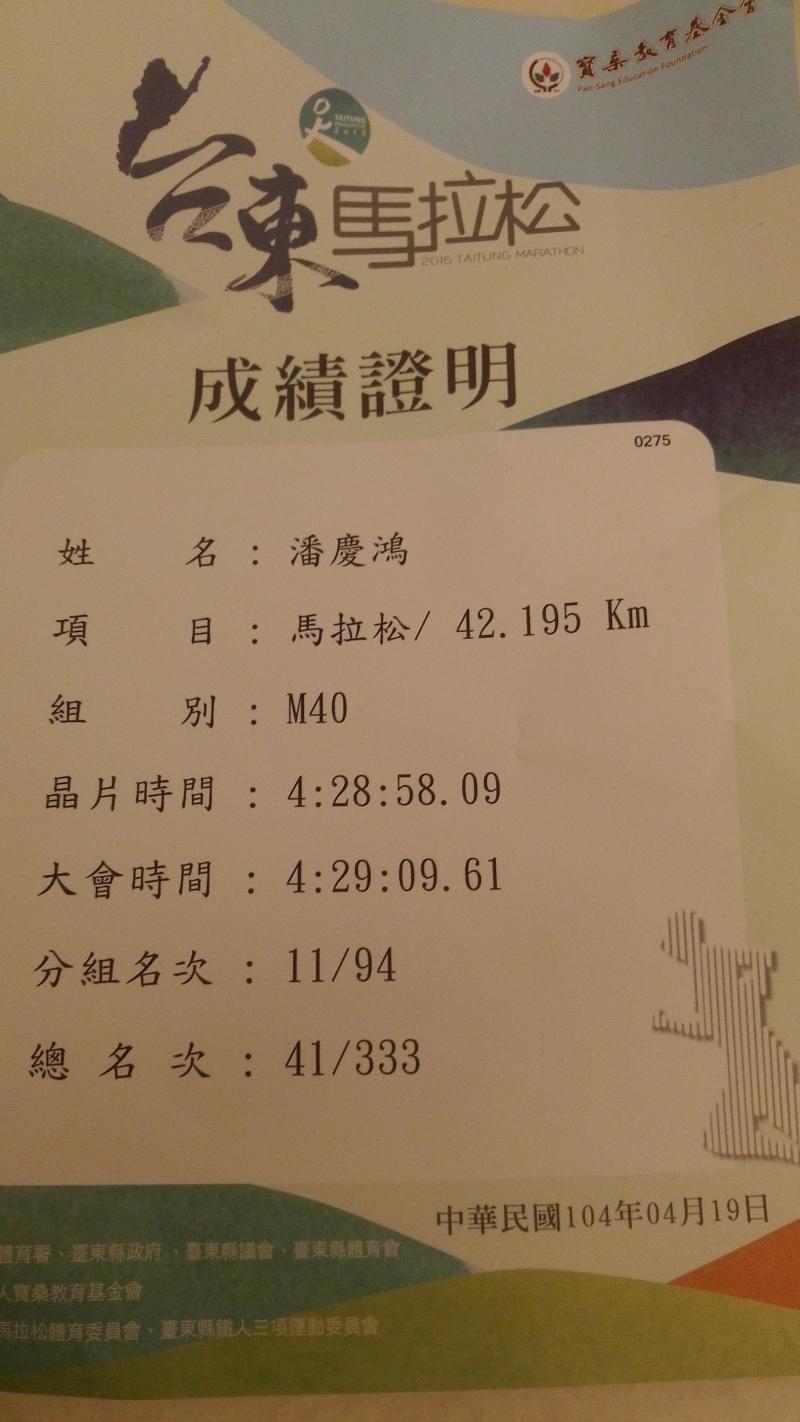 寶桑教育基金會
Pao-Sang Education Foundation
TAITUNG
MARATHON
2015
台東馬拉松
2015 TAITUNG MARATHON
成績證明
0275
姓 名 : 潘慶鴻
項 目 : 馬拉松/ 42.195 Km
組 別 : M40
晶片時間 : 4:28:58.09
大會時間 : 4:29:09.61
分組名次 : 11/94
總 名 次 : 41/333
中華民國104年04月19日
體育署、臺東縣政府、臺東縣議會、臺東縣體育會
人寶桑教育基金會
馬拉松體育委員會、臺東縣鐵人三項運動委員會